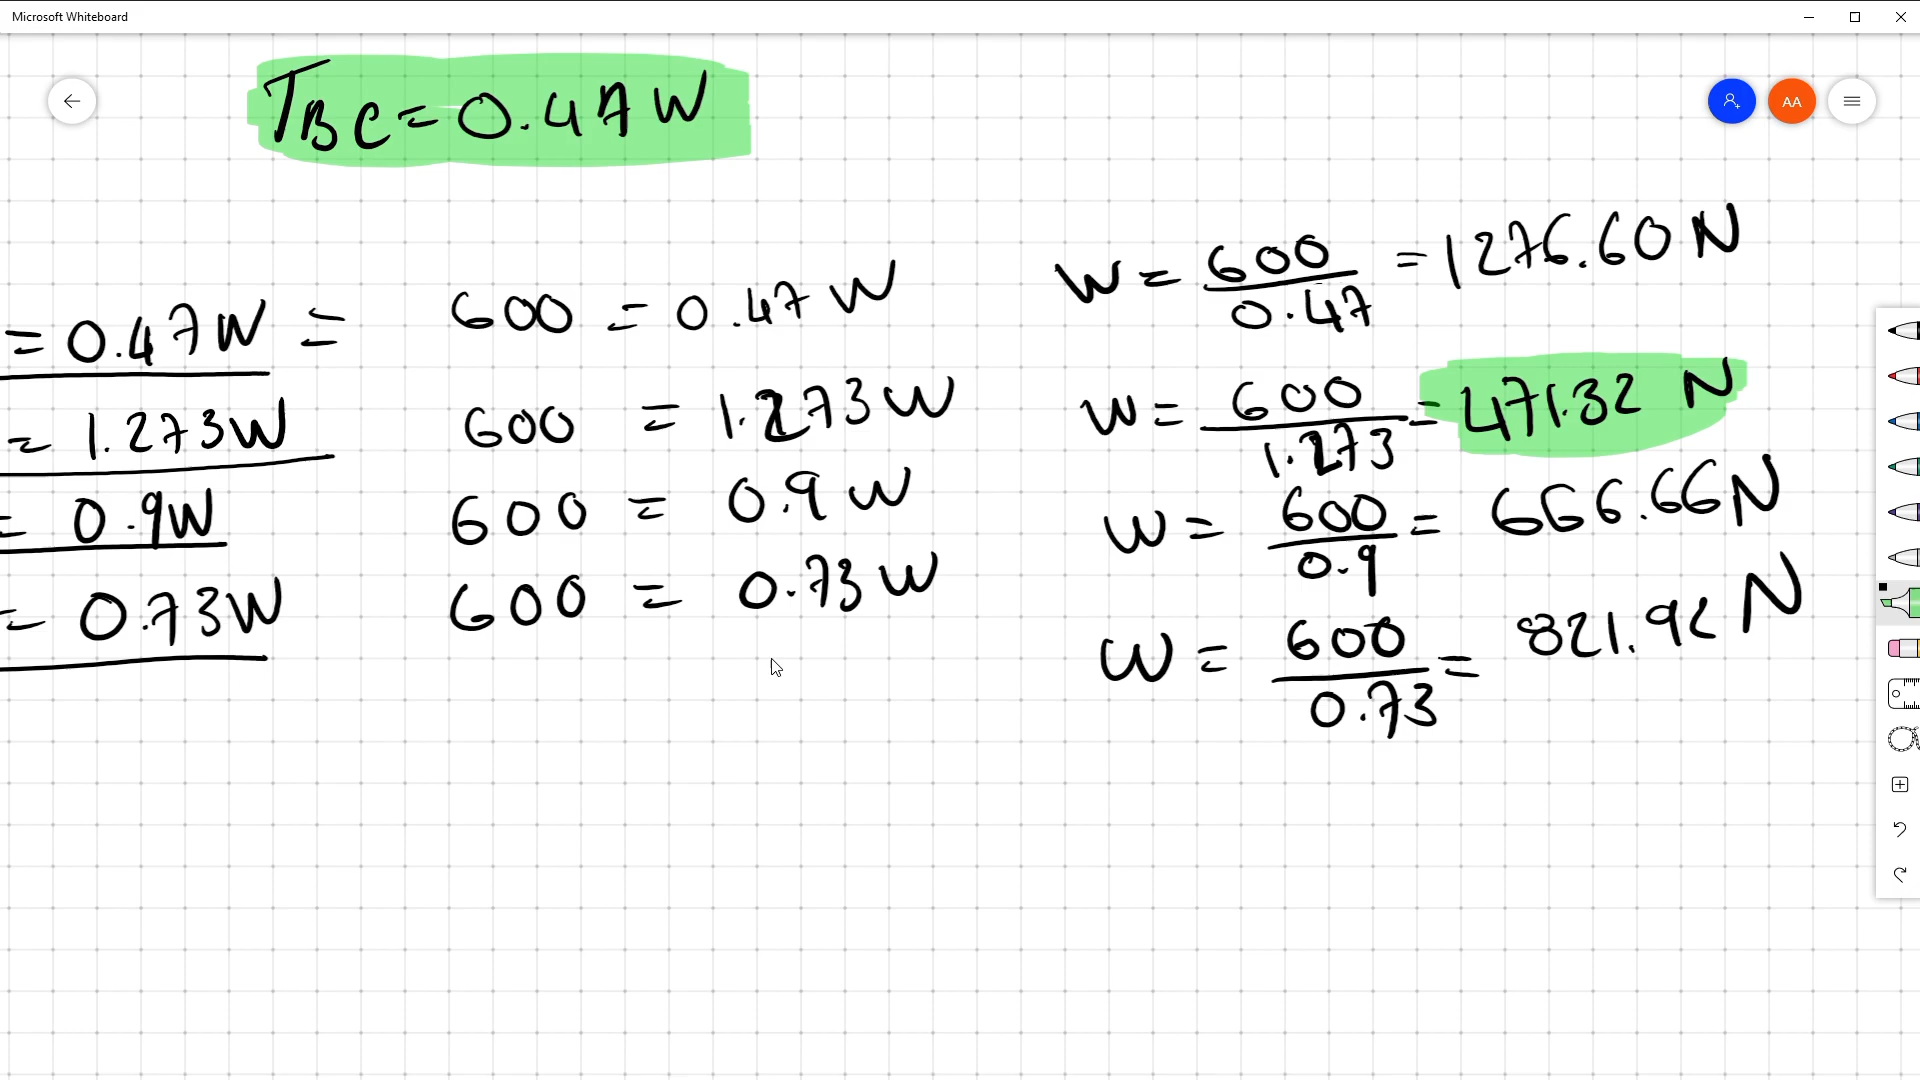 Microsoft Whiteboard
AA
TBC = 0.47 W
= 0.47W =
= 1.273W
= 0.9W
= 0.73W
600 = 0.47 W
600 = 1.273 W
600 = 0.9 W
600 = 0.73 W
W = 600/0.47 = 1276.60 N
W = 600/1.273 = 471.32 N
W = 600/0.9 = 666.66 N
W = 600/0.73 = 821.92 N